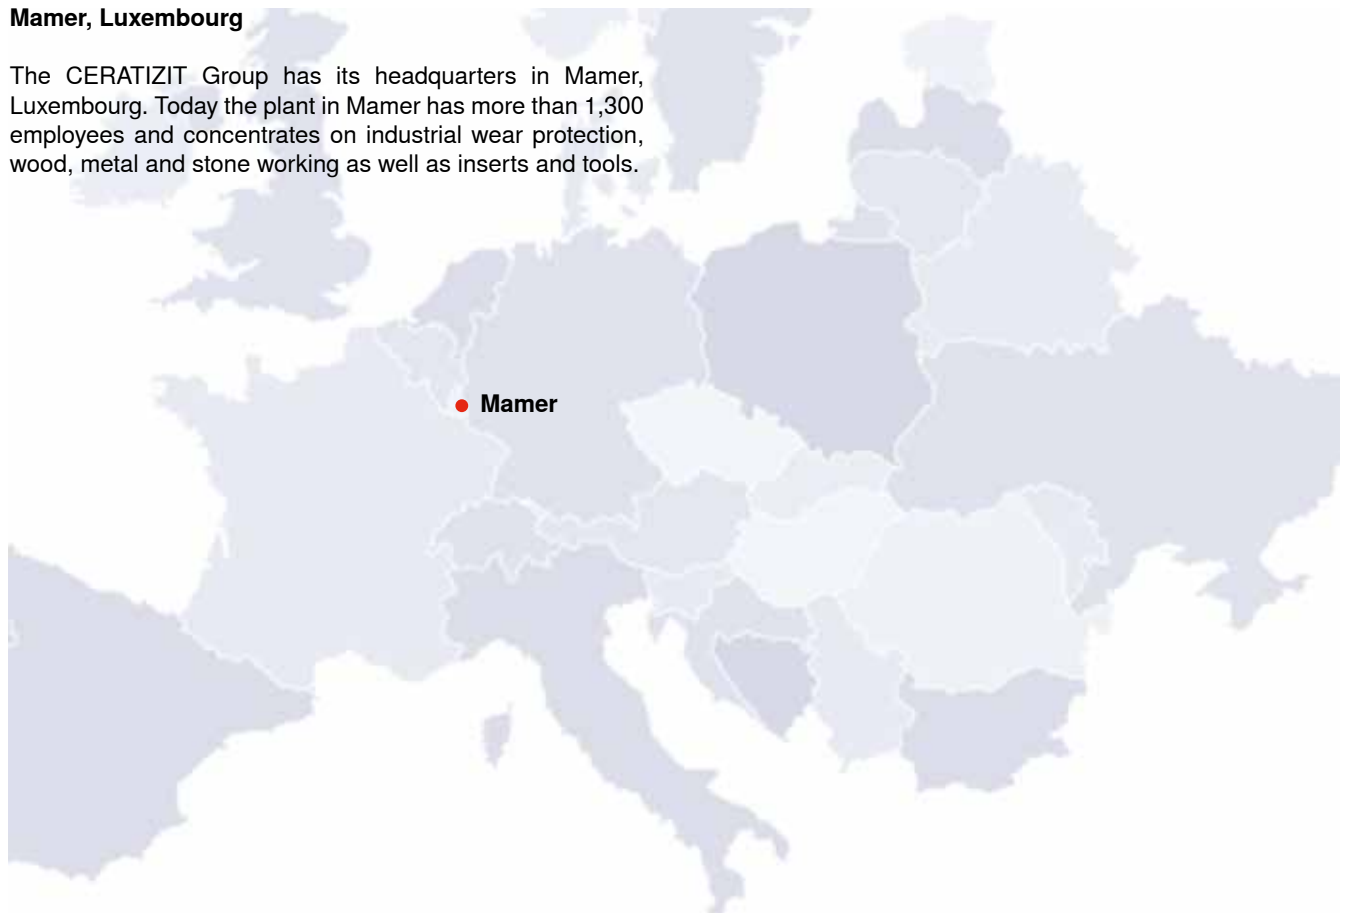 Mamer, Luxembourg
The CERATIZIT Group has its headquarters in Mamer,
Luxembourg. Today the plant in Mamer has more than 1,300
employees and concentrates on industrial wear protection,
wood, metal and stone working as well as inserts and tools.
Mamer